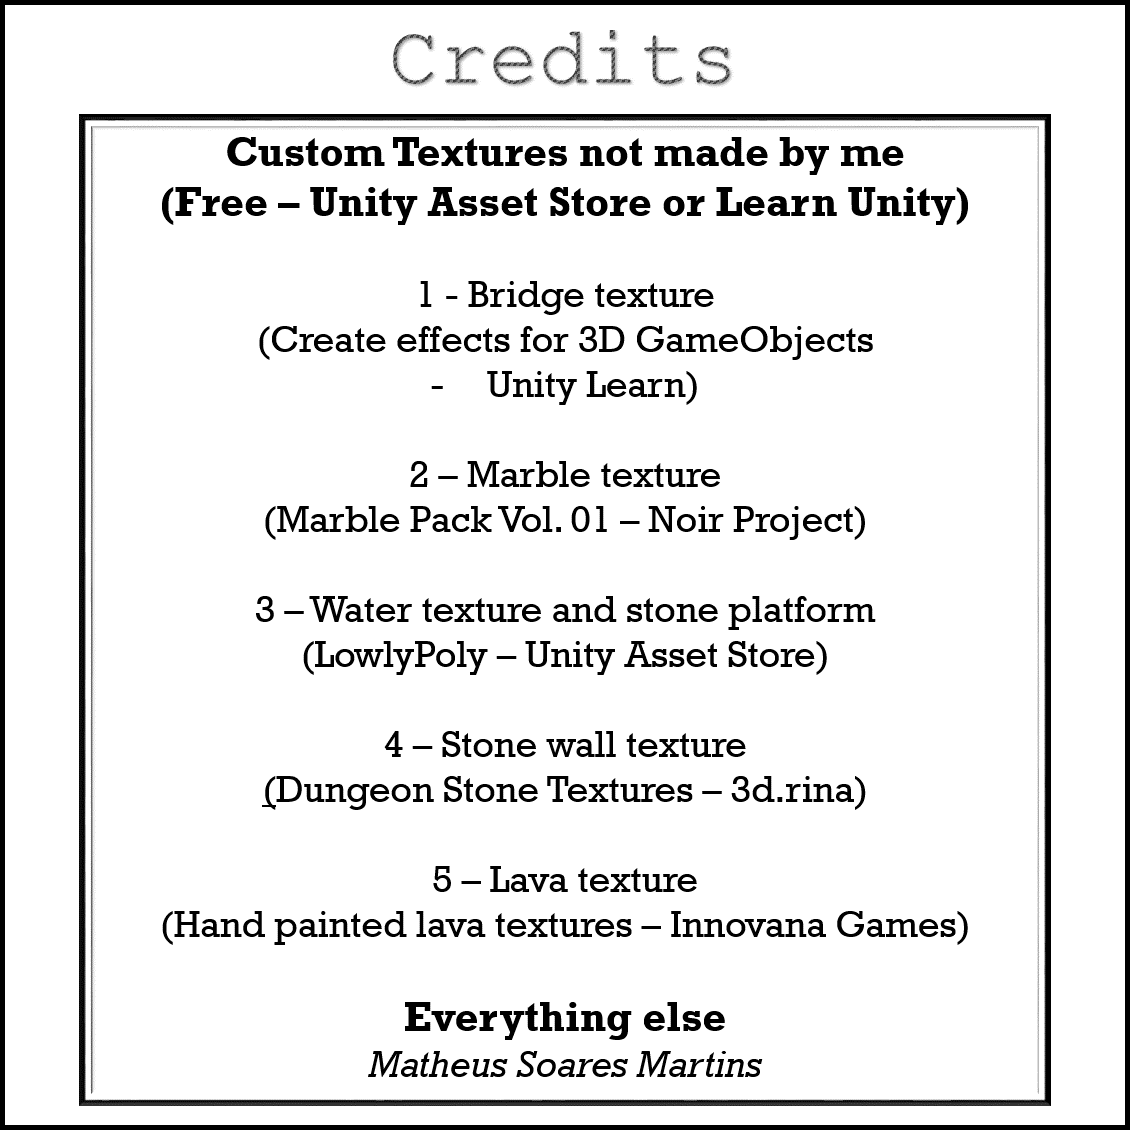 Credits
Custom Textures not made by me
(Free – Unity Asset Store or Learn Unity)
1 - Bridge texture
(Create effects for 3D GameObjects
- Unity Learn)
2 – Marble texture
(Marble Pack Vol. 01 – Noir Project)
3 – Water texture and stone platform
(LowlyPoly – Unity Asset Store)
4 – Stone wall texture
(Dungeon Stone Textures – 3d.rina)
5 – Lava texture
(Hand painted lava textures – Innovana Games)
Everything else
Matheus Soares Martins